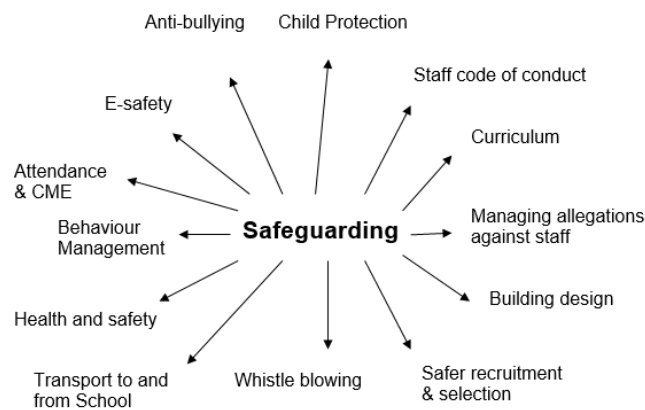 Anti-bullying
Child Protection
Staff code of conduct
E-safety
Curriculum
Attendance
& CME
Behaviour
Management
Safeguarding
Managing allegations
against staff
Building design
Health and safety
Transport to and
from School
Whistle blowing
Safer recruitment
& selection